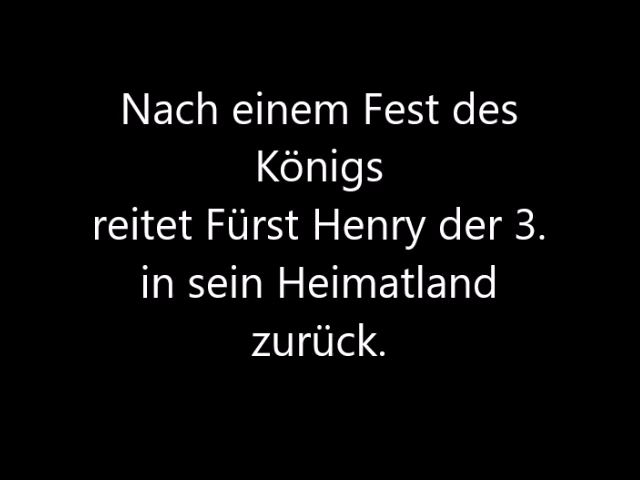 Nach einem Fest des
Königs
reitet Fürst Henry der 3.
in sein Heimatland
zurück.